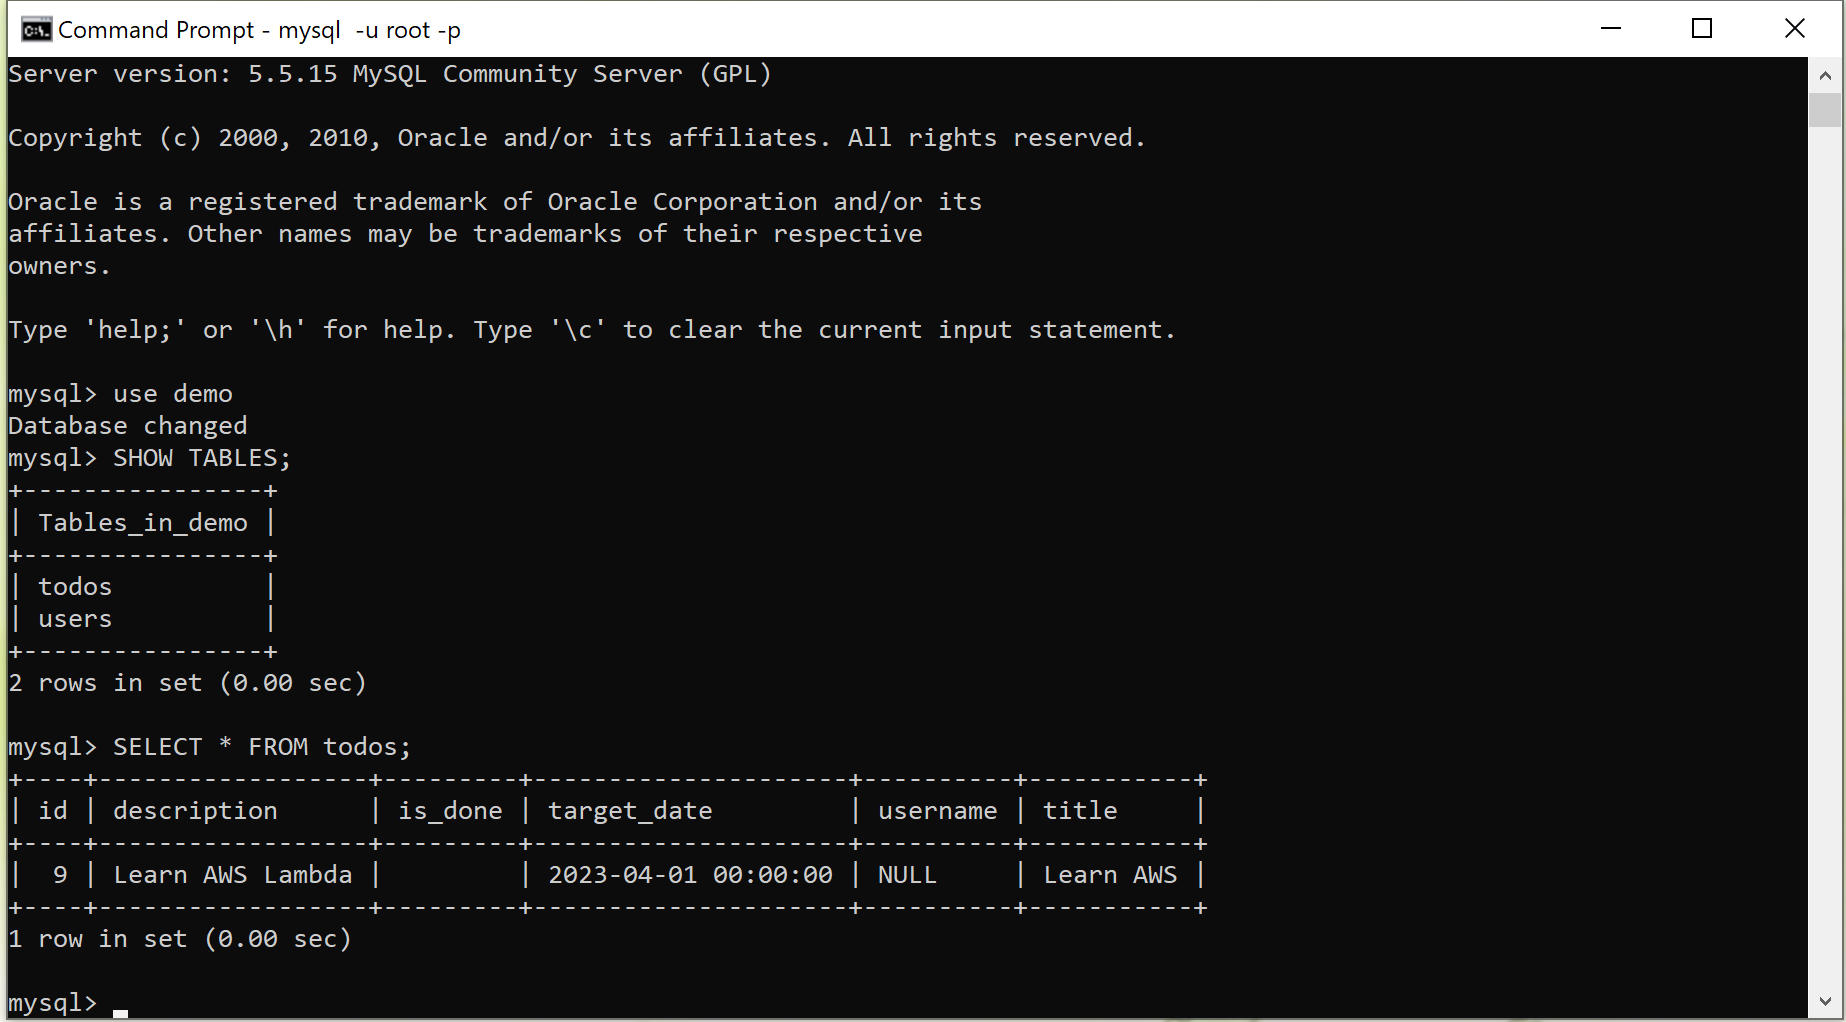 Command Prompt - mysql  -u root -p
Server version: 5.5.15 MySQL Community Server (GPL)

Copyright (c) 2000, 2010, Oracle and/or its affiliates. All rights reserved.

Oracle is a registered trademark of Oracle Corporation and/or its
affiliates. Other names may be trademarks of their respective
owners.

Type 'help;' or '\h' for help. Type '\c' to clear the current input statement.

mysql> use demo
Database changed
mysql> SHOW TABLES;
+----------------+
| Tables_in_demo |
+----------------+
| todos          |
| users          |
+----------------+
2 rows in set (0.00 sec)

mysql> SELECT * FROM todos;
+----+------------------+---------+---------------------+----------+-----------+
| id | description      | is_done | target_date         | username | title     |
+----+------------------+---------+---------------------+----------+-----------+
|  9 | Learn AWS Lambda |         | 2023-04-01 00:00:00 | NULL     | Learn AWS |
+----+------------------+---------+---------------------+----------+-----------+
1 row in set (0.00 sec)

mysql> _